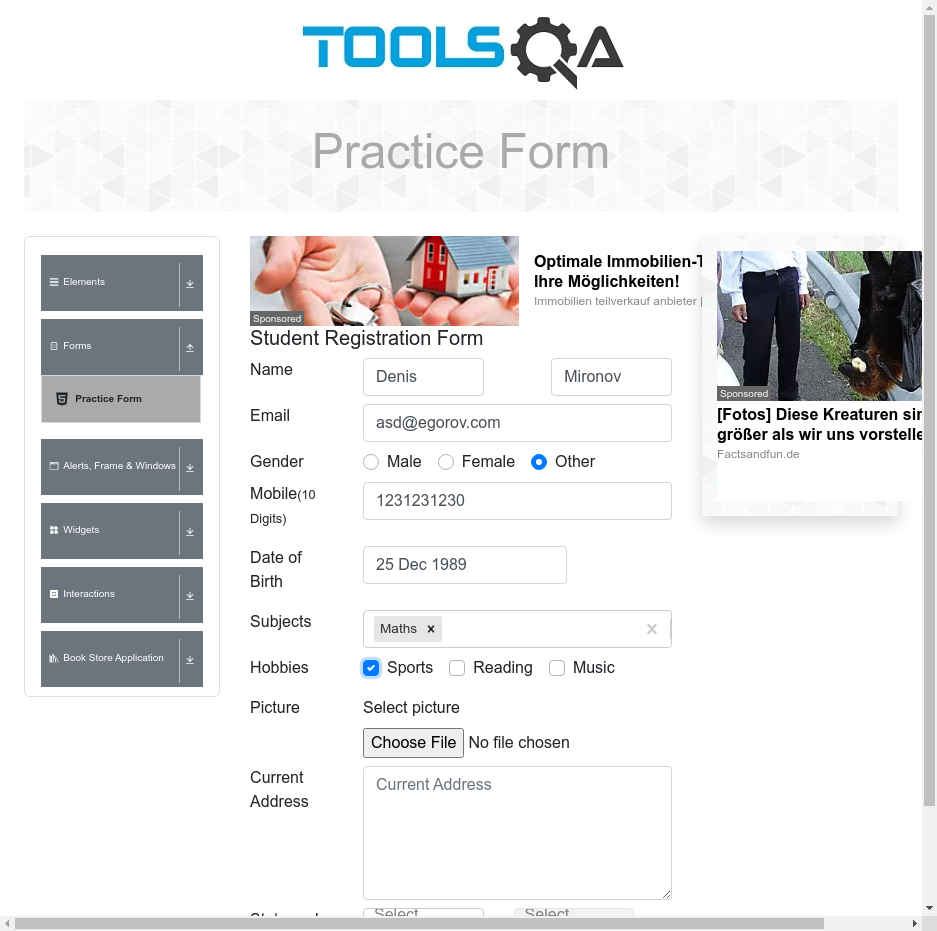 TOOLSQA
Practice Form
Elements
Forms
Practice Form
Alerts, Frame & Windows
Widgets
Interactions
Book Store Application
Sponsored
Optimale Immobilien-T
Ihre Möglichkeiten!
Immobilien teilverkauf anbieter |
Student Registration Form
Name
Denis
Mironov
Email
asd@egorov.com
Gender
Male
Female
Other
Mobile(10
Digits)
1231231230
Date of
Birth
25 Dec 1989
Subjects
Maths
Hobbies
Sports
Reading
Music
Picture
Select picture
Choose File No file chosen
Current
Address
Current Address
Select
Select
Sponsored
[Fotos] Diese Kreaturen sin
größer als wir uns vorstelle
Factsandfun.de